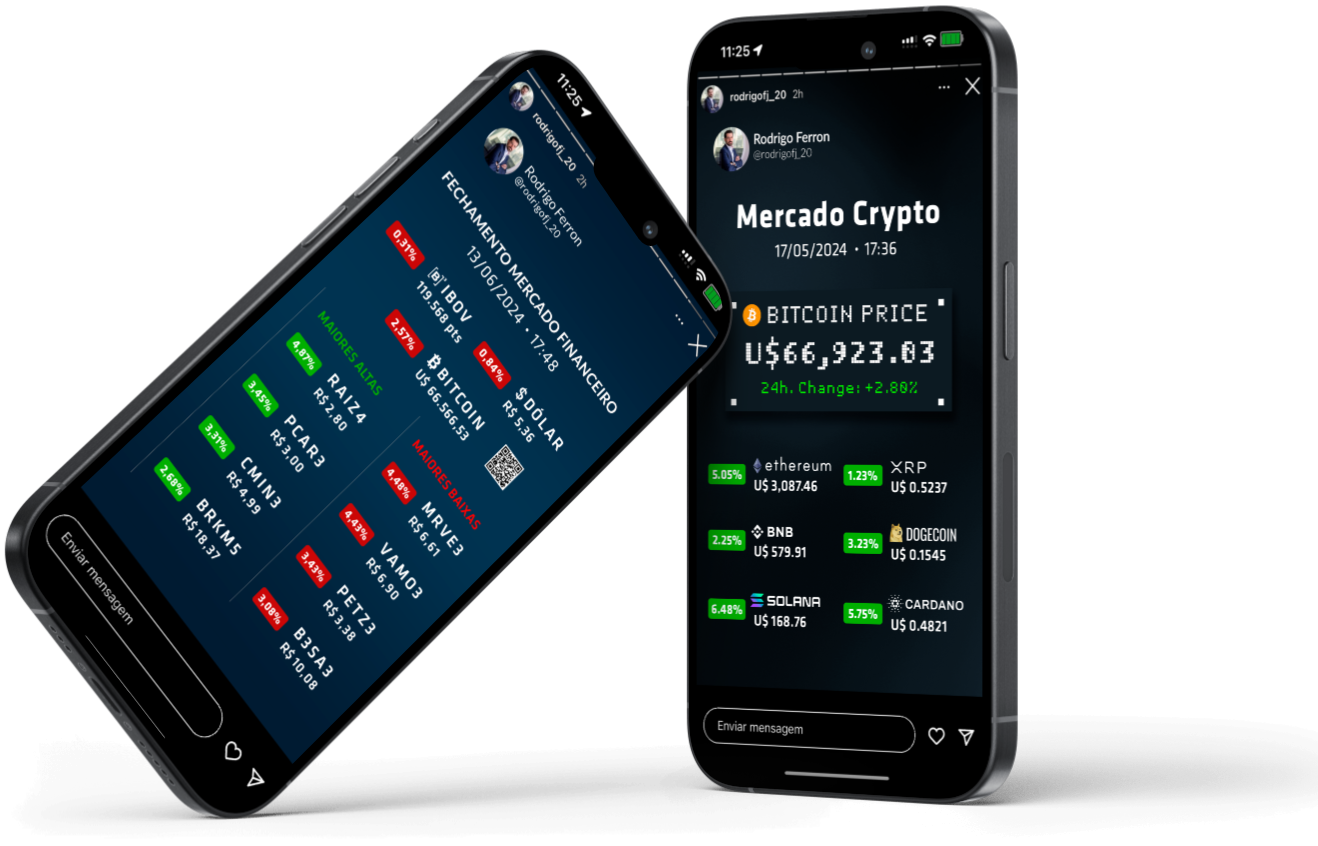 11:25
rodrigofj_20 2h
Rodrigo Ferron
@rodrigofj_20
FECHAMENTO MERCADO FINANCEIRO
13/06/2024 • 17:48
0,31%
[B]³ IBOV
119.568 pts
0,84%
$ DÓLAR
R$ 5,36
2,57%
BITCOIN
U$ 66.566,53
MAIORES ALTAS
4,87%
RAIZ4
R$ 2,80
3,45%
PCAR3
R$3,00
3,31%
CMIN3
R$4,99
2,68%
BRKM5
R$18,37
MAIORES BAIXAS
4,48%
MRVE3
R$6,61
4,43%
VAMO3
R$6,90
3,43%
PETZ3
R$3,38
3,08%
B3SA3
R$10,08
Enviar mensagem
11:25
rodrigofj_20 2h
Rodrigo Ferron
@rodrigofj_20
Mercado Crypto
17/05/2024 • 17:36
BITCOIN PRICE
U$66,923.03
24h. Change: +2.80%
5.05%
ethereum
U$ 3,087.46
1.23%
XRP
U$ 0.5237
2.25%
BNB
U$ 579.91
3.23%
DOGECOIN
U$ 0.1545
6.48%
SOLANA
U$ 168.76
5.75%
CARDANO
U$ 0.4821
Enviar mensagem